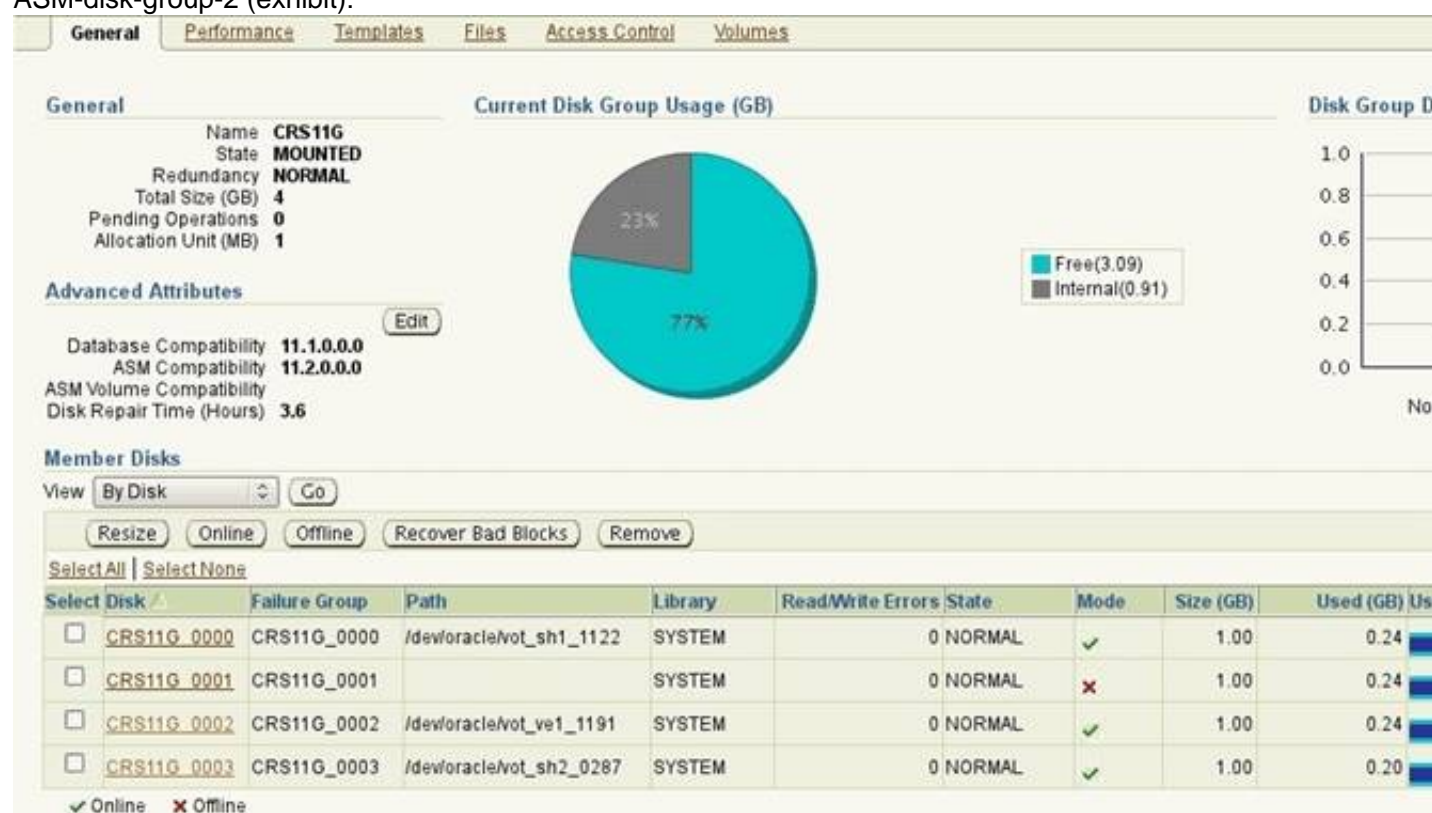 ASM-disk-group-2 (exhibit):
General Performance Templates Files Access Control Volumes
General
Name CRS11G
State MOUNTED
Redundancy NORMAL
Total Size (GB) 4
Pending Operations 0
Allocation Unit (MB) 1
Advanced Attributes
Edit
Database Compatibility 11.1.0.0.0
ASM Compatibility 11.2.0.0.0
ASM Volume Compatibility
Disk Repair Time (Hours) 3.6
Current Disk Group Usage (GB)
23%
77%
Free(3.09)
Internal(0.91)
Disk Group D
1.0
0.8
0.6
0.4
0.2
0.0
No
Member Disks
View By Disk Go
Resize Online Offline Recover Bad Blocks Remove
Select All | Select None
Select Disk Failure Group Path Library Read/Write Errors State Mode Size (GB) Used (GB) Us
CRS11G_0000 CRS11G_0000 /dev/oracle/vot_sh1_1122 SYSTEM 0 NORMAL 1.00 0.24
CRS11G_0001 CRS11G_0001 SYSTEM 0 NORMAL 1.00 0.24
CRS11G_0002 CRS11G_0002 /dev/oracle/vot_ve1_1191 SYSTEM 0 NORMAL 1.00 0.24
CRS11G_0003 CRS11G_0003 /dev/oracle/vot_sh2_0287 SYSTEM 0 NORMAL 1.00 0.20
Online Offline